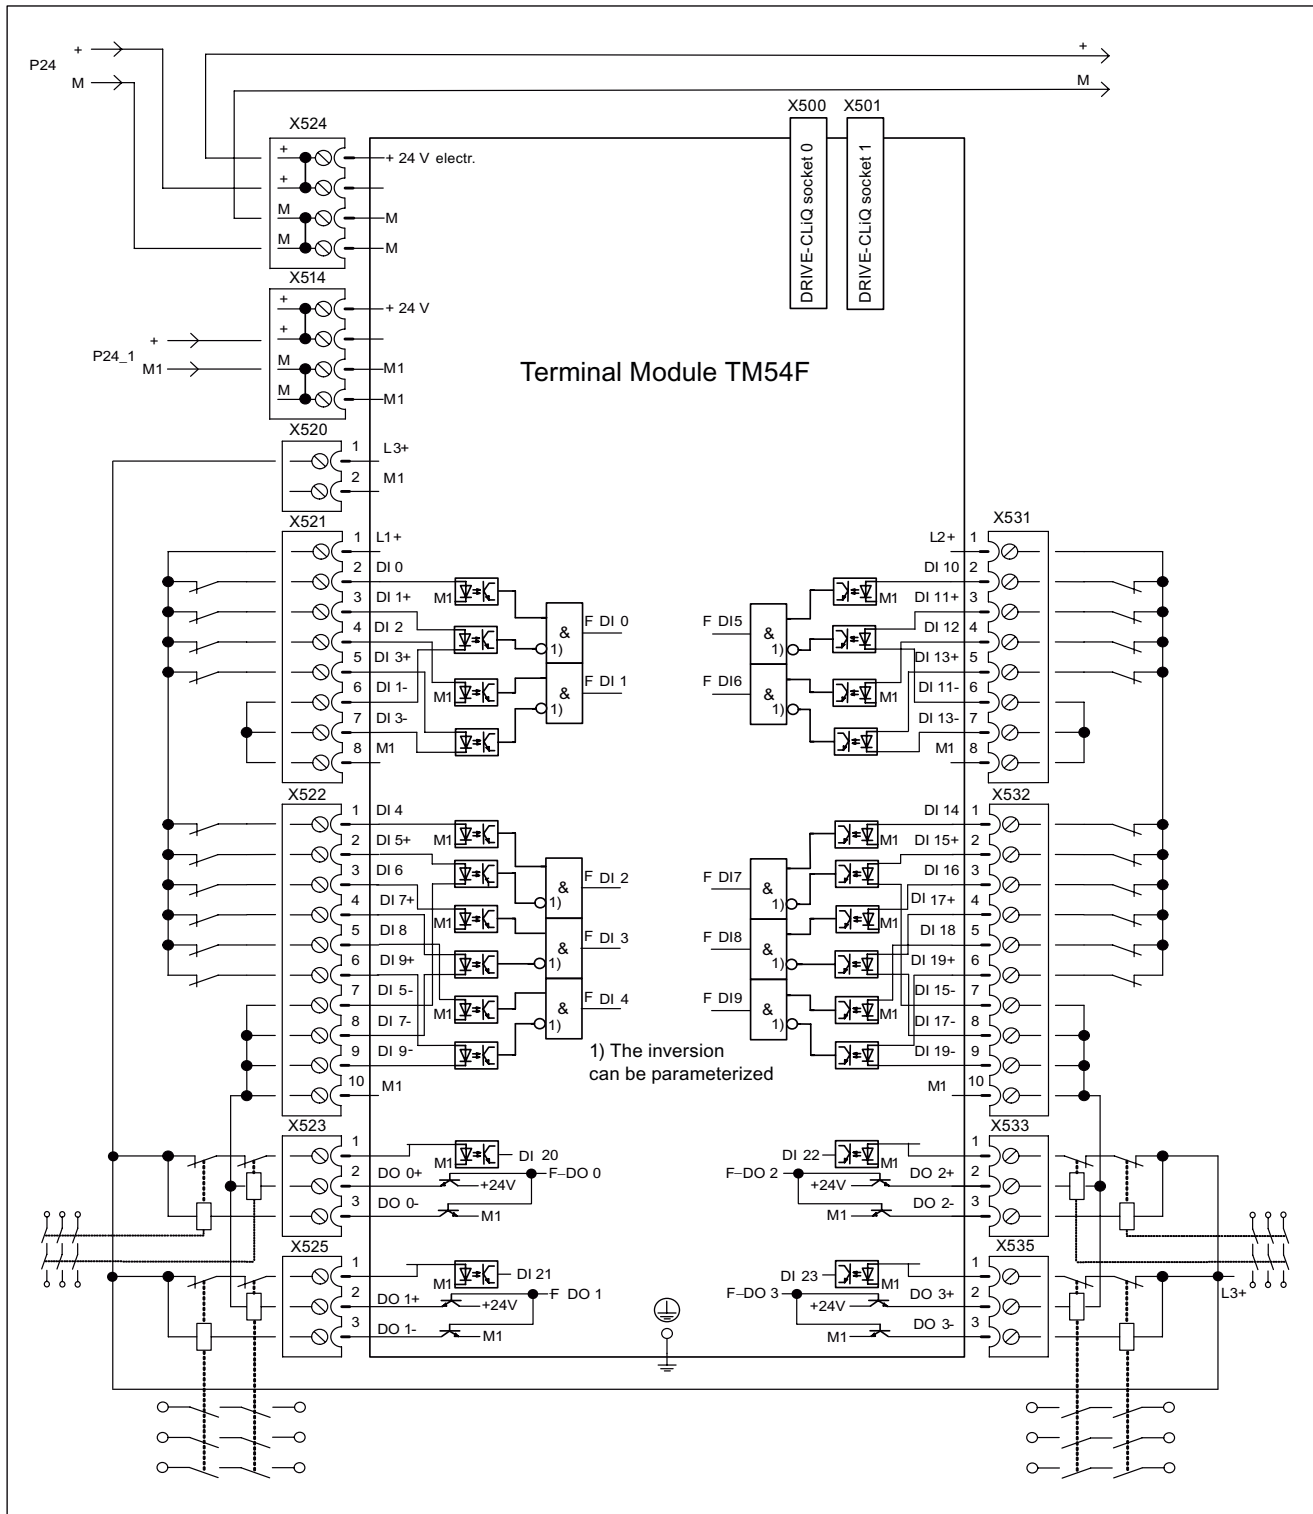 +
P24
M
+
M
X500 X501
DRIVE-CLiQ socket 0
DRIVE-CLiQ socket 1
X524
+
+ 24 V electr.
+
M
M
M
M
X514
+
+ 24 V
+
+
P24_1
M1
M
M1
M
M1
Terminal Module TM54F
X520
1 L3+
2 M1
X521
1 L1+
2 DI 0
3 DI 1+
4 DI 2
5 DI 3+
6 DI 1-
7 DI 3-
8 M1
M1
M1
&
1)
F DI 0
&
1)
F DI 1
X531
L2+ 1
DI 10 2
DI 11+ 3
DI 12 4
DI 13+ 5
DI 11- 6
DI 13- 7
M1 8
M1
M1
F DI5
&
1)
F DI6
&
1)
X522
1 DI 4
2 DI 5+
3 DI 6
4 DI 7+
5 DI 8
6 DI 9+
7 DI 5-
8 DI 7-
9 DI 9-
10 M1
M1
M1
M1
&
1)
F DI 2
&
1)
F DI 3
&
1)
F DI 4
X532
DI 14 1
DI 15+ 2
DI 16 3
DI 17+ 4
DI 18 5
DI 19+ 6
DI 15- 7
DI 17- 8
DI 19- 9
M1 10
M1
M1
M1
F DI7
&
1)
F DI8
&
1)
F DI9
&
1)
1) The inversion
can be parameterized
X523
1
2 DO 0+
3 DO 0-
M1
DI 20
+24V
F–DO 0
M1
X533
1
DO 2+ 2
DO 2- 3
DI 22
M1
F–DO 2
+24V
M1
X525
1
2 DO 1+
3 DO 1-
M1
DI 21
+24V
F DO 1
M1
X535
1
DO 3+ 2
DO 3- 3
DI 23
M1
F–DO 3
+24V
M1
L3+